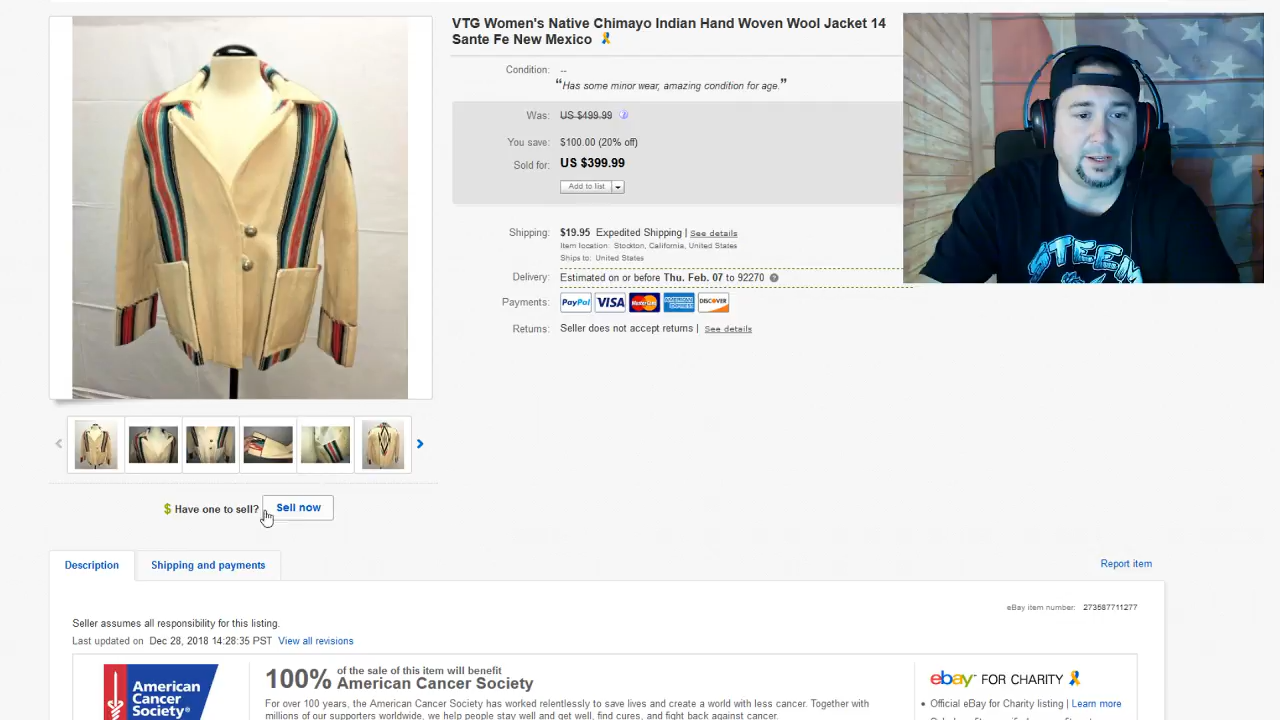 VTG Women's Native Chimayo Indian Hand Woven Wool Jacket 14
Sante Fe New Mexico
Condition: --
“Has some minor wear, amazing condition for age.”
Was: US $499.99
You save: $100.00 (20% off)
Sold for: US $399.99
Add to list
Shipping: $19.95 Expedited Shipping | See details
Item location: Stockton, California, United States
Ships to: United States
Delivery: Estimated on or before Thu. Feb. 07 to 92270
Payments: PayPal VISA MasterCard AMERICAN EXPRESS DISCOVER
Returns: Seller does not accept returns | See details
STEEM
$ Have one to sell? Sell now
Description
Shipping and payments
Report item
eBay item number: 273587711277
Seller assumes all responsibility for this listing.
Last updated on Dec 28, 2018 14:28:35 PST View all revisions
American
Cancer
Society®
100% of the sale of this item will benefit
American Cancer Society
For over 100 years, the American Cancer Society has worked relentlessly to save lives and create a world with less cancer. Together with
millions of our supporters worldwide, we help people stay well and get well, find cures, and fight back against cancer.
ebay™ FOR CHARITY
• Official eBay for Charity listing | Learn more